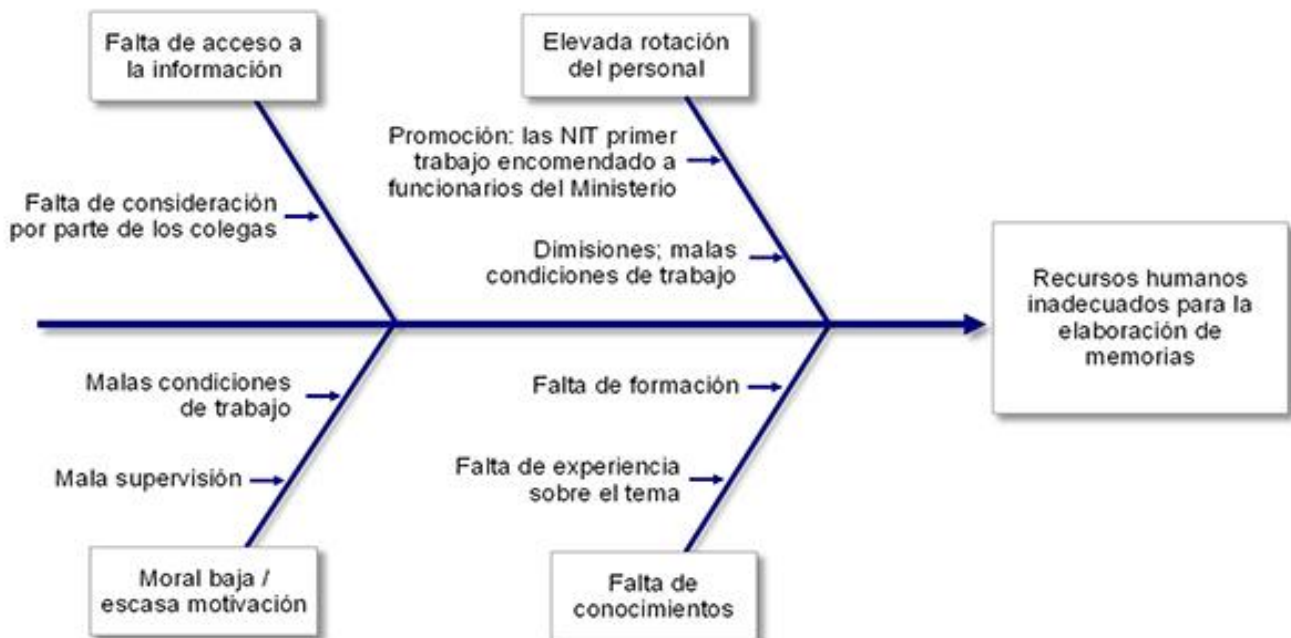 Falta de acceso a
la información
Elevada rotación
del personal
Promoción: las NIT primer
trabajo encomendado a
funcionarios del Ministerio
Falta de consideración
por parte de los colegas
Dimisiones; malas
condiciones de trabajo
Recursos humanos
inadecuados para la
elaboración de
memorias
Malas condiciones
de trabajo
Falta de formación
Mala supervisión
Falta de experiencia
sobre el tema
Moral baja /
escasa motivación
Falta de
conocimientos